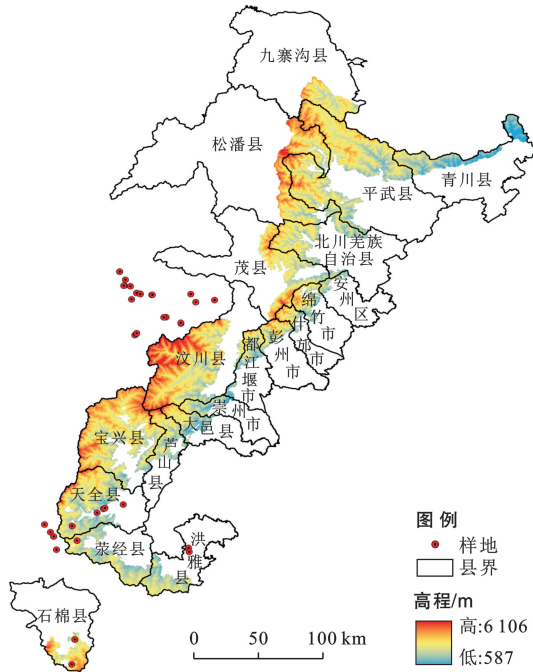 九寨沟县
松潘县
青川县
平武县
北川羌族
自治县
茂县
安州区
绵竹市
什邡市
彭州市
都江堰市
汶川县
崇州市
大邑县
芦山县
宝兴县
天全县
荥经县
洪雅县
石棉县
图例
样地
县界
高程/m
高:6 106
低:587
0 50 100 km